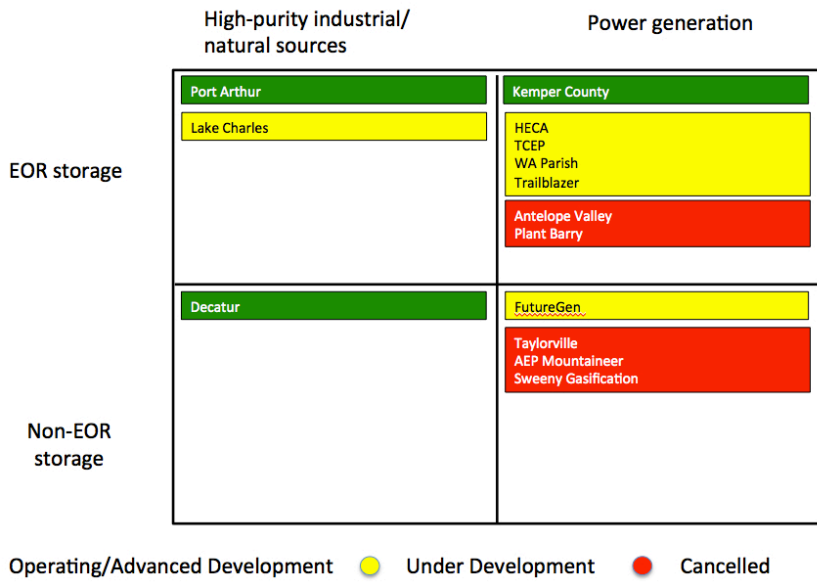 High-purity industrial/
natural sources
Power generation
EOR storage
Port Arthur
Lake Charles
Kemper County
HECA
TCEP
WA Parish
Trailblazer
Antelope Valley
Plant Barry
Non-EOR
storage
Decatur
FutureGen
Taylorville
AEP Mountaineer
Sweeny Gasification
Operating/Advanced Development
Under Development
Cancelled